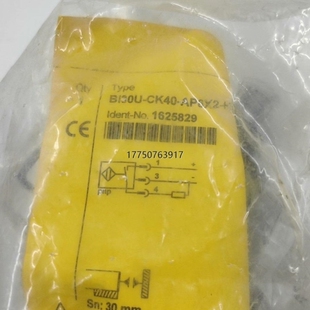 Type
BI30U-CK40-AP6X2-H
Ident-No. 1625829
CE
17750763917
1
+
3
-
4
pnp
Sn: 30 mm